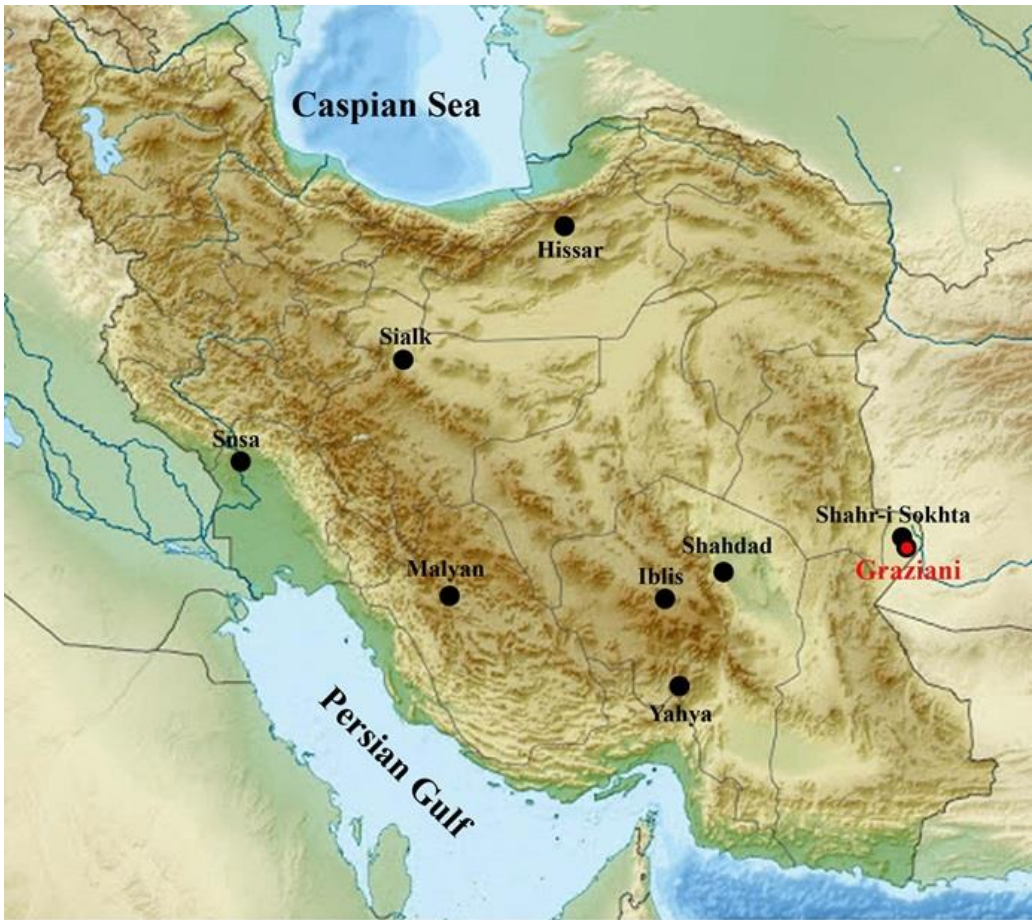 Caspian Sea
Hissar
Sialk
Susa
Shahr-i Sokhta
Shahdad
Graziani
Malyan
Iblis
Yahya
Persian Gulf